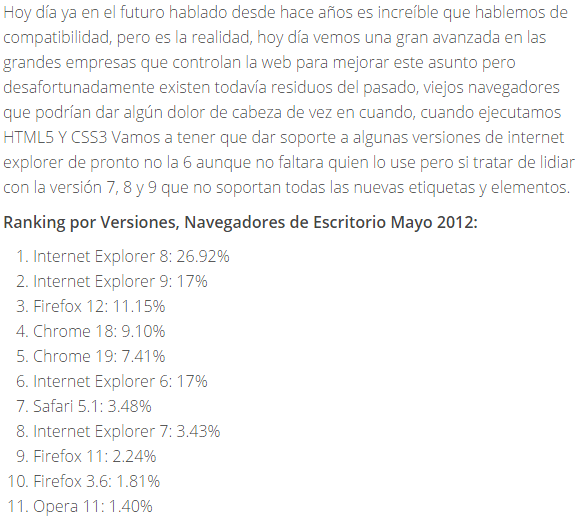 Hoy día ya en el futuro hablado desde hace años es increíble que hablemos de
compatibilidad, pero es la realidad, hoy día vemos una gran avanzada en las
grandes empresas que controlan la web para mejorar este asunto pero
desafortunadamente existen todavía residuos del pasado, viejos navegadores
que podrían dar algún dolor de cabeza de vez en cuando, cuando ejecutamos
HTML5 Y CSS3 Vamos a tener que dar soporte a algunas versiones de internet
explorer de pronto no la 6 aunque no faltara quien lo use pero si tratar de lidiar
con la versión 7, 8 y 9 que no soportan todas las nuevas etiquetas y elementos.
Ranking por Versiones, Navegadores de Escritorio Mayo 2012:
1. Internet Explorer 8: 26.92%
2. Internet Explorer 9: 17%
3. Firefox 12: 11.15%
4. Chrome 18: 9.10%
5. Chrome 19: 7.41%
6. Internet Explorer 6: 17%
7. Safari 5.1: 3.48%
8. Internet Explorer 7: 3.43%
9. Firefox 11: 2.24%
10. Firefox 3.6: 1.81%
11. Opera 11: 1.40%